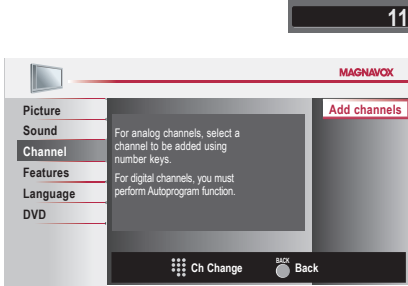 11
MAGNAVOX
Picture
Sound
Channel
Features
Language
DVD
For analog channels, select a
channel to be added using
number keys.
For digital channels, you must
perform Autoprogram function.
Add channels
Ch Change
BACK
Back